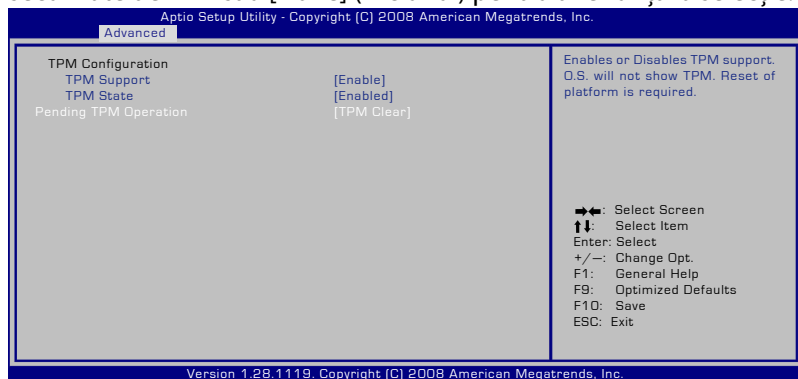 Aptio Setup Utility - Copyright (C) 2008 American Megatrends, Inc.
Advanced
TPM Configuration
TPM Support [Enable]
TPM State [Enabled]
Pending TPM Operation [TPM Clear]
Enables or Disables TPM support.
O.S. will not show TPM. Reset of
platform is required.
→←: Select Screen
↑↓: Select Item
Enter: Select
+/—: Change Opt.
F1: General Help
F9: Optimized Defaults
F10: Save
ESC: Exit
Version 1.28.1119. Copyright (C) 2008 American Megatrends, Inc.